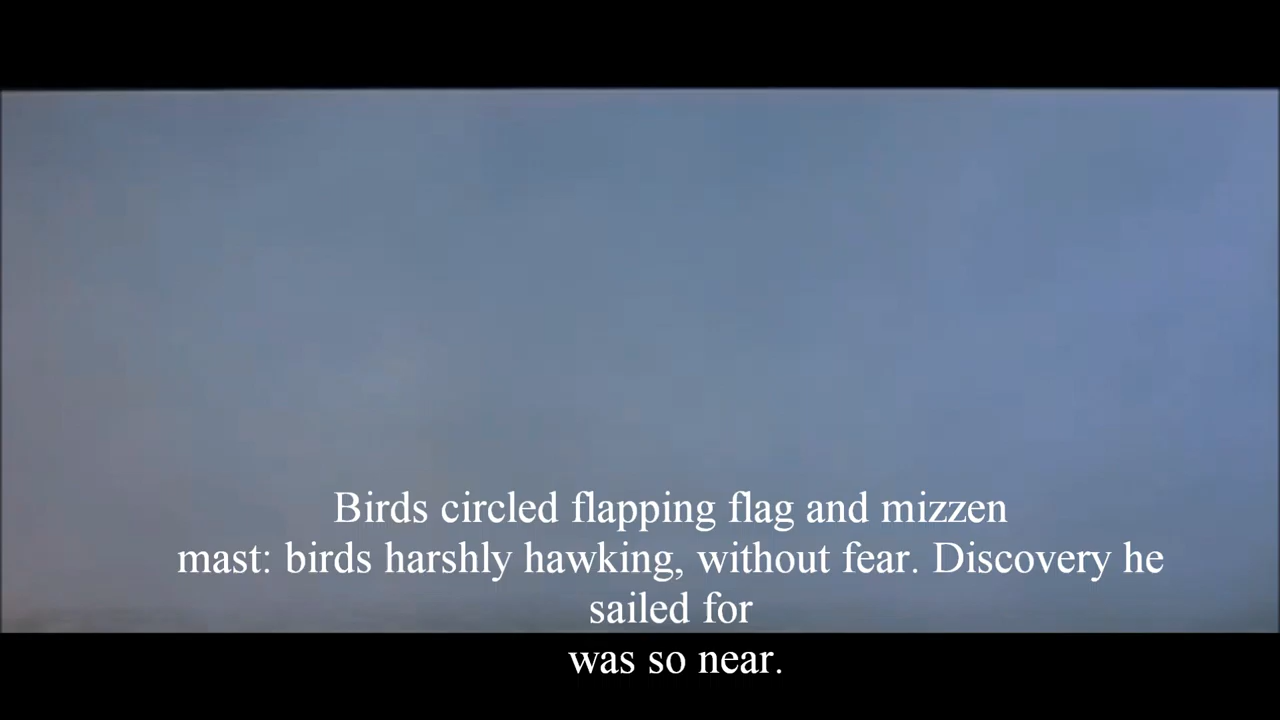 Birds circled flapping flag and mizzen
mast: birds harshly hawking, without fear. Discovery he
sailed for
was so near.